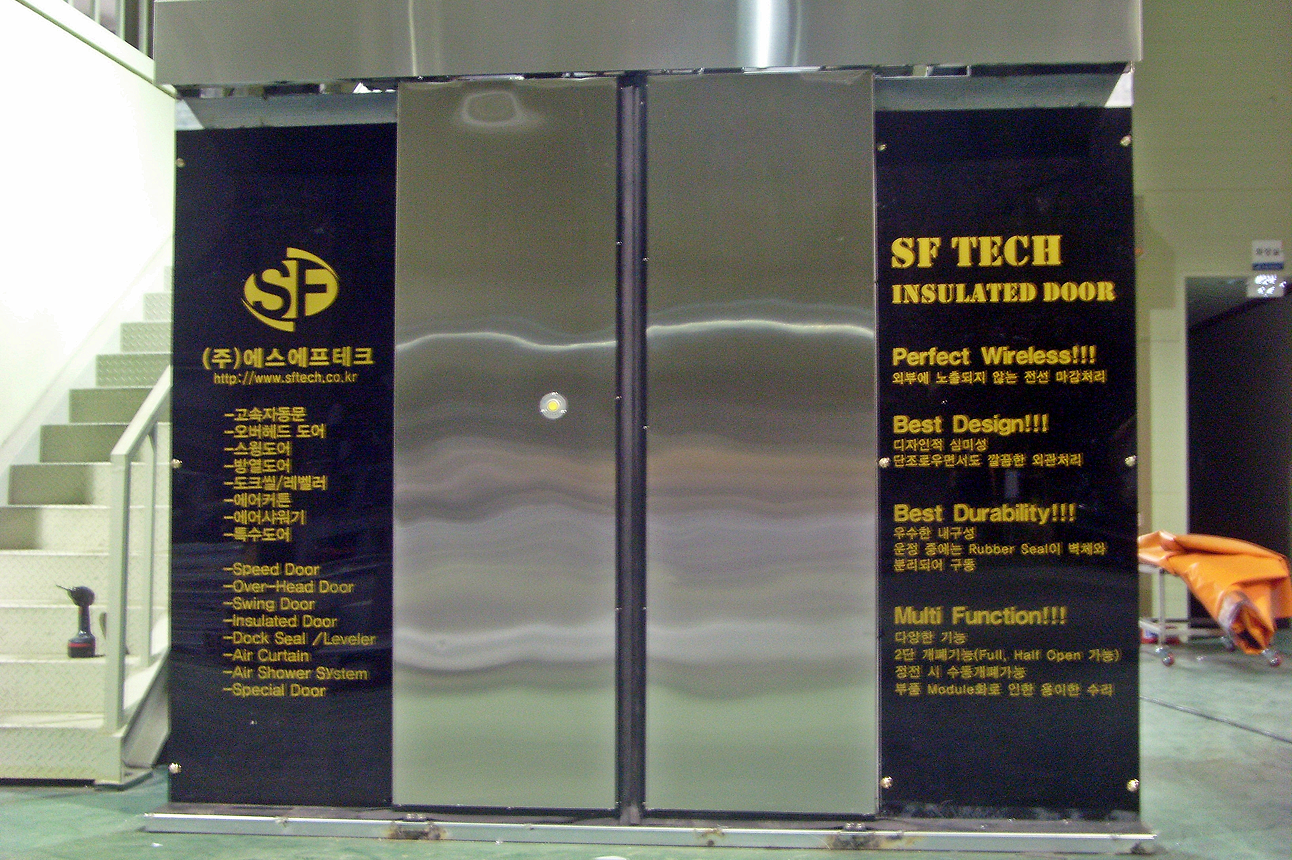 SF
(주)에스에프테크
http://www.sftech.co.kr
-고속자동문
-오버헤드 도어
-스윙도어
-방열도어
-도크씰/레벨러
-에어커튼
-에어샤워기
-특수도어
-Speed Door
-Over-Head Door
-Swing Door
-Insulated Door
-Dock Seal /Leveler
-Air Curtain
-Air Shower System
-Special Door
SF TECH
INSULATED DOOR
Perfect Wireless!!!
외부에 노출되지 않는 전선 마감처리
Best Design!!!
디자인적 심미성
단조로우면서도 깔끔한 외관처리
Best Durability!!!
우수한 내구성
운정 중에는 Rubber Seal이 벽체와
분리되어 구동
Multi Function!!!
다양한 기능
2단 개폐기능(Full, Half Open 가능)
정전 시 수동개폐가능
부품 Module화로 인한 용이한 수리
화장실